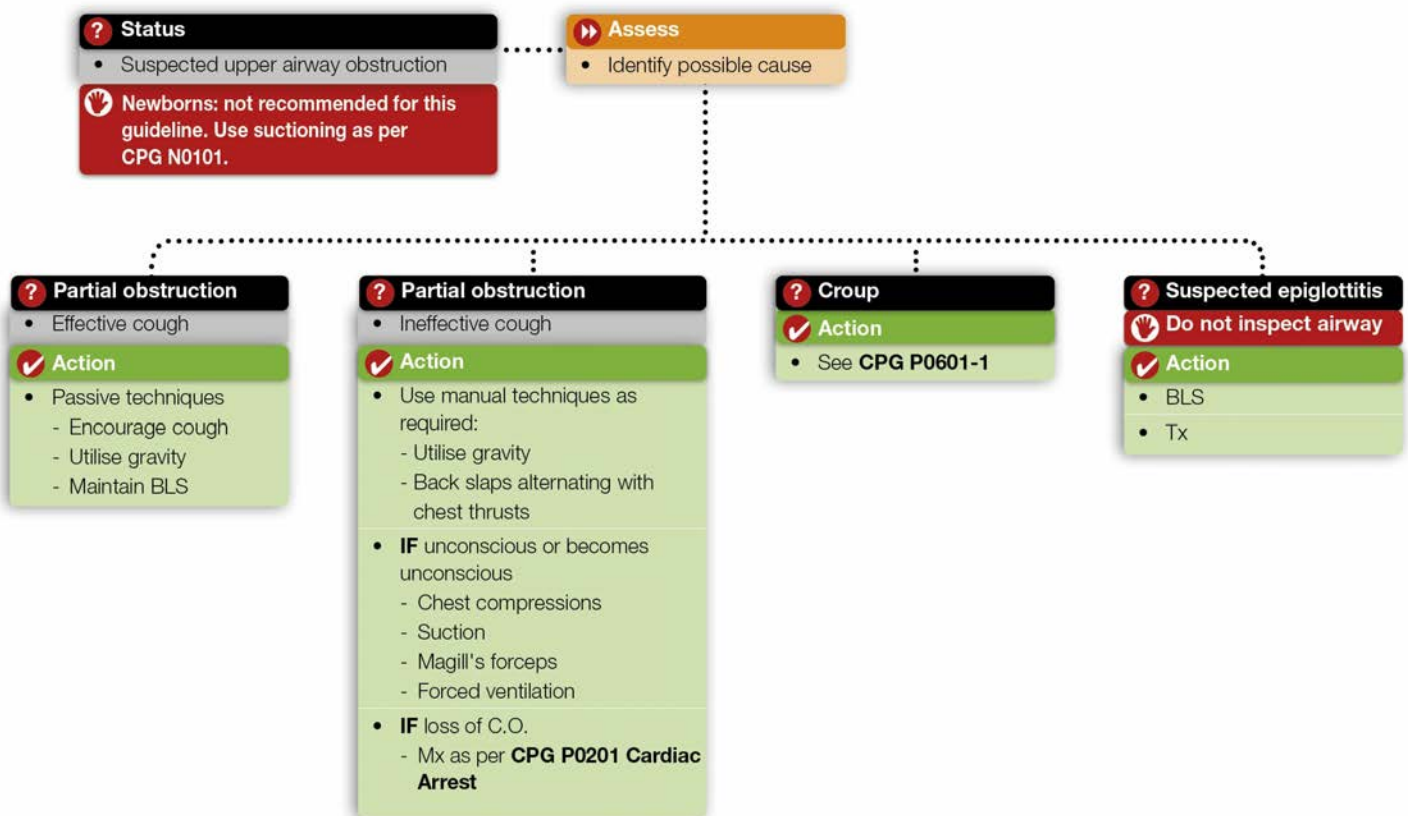 ? Status
• Suspected upper airway obstruction
Newborns: not recommended for this
guideline. Use suctioning as per
CPG N0101.
Assess
• Identify possible cause
? Partial obstruction
• Effective cough
Action
• Passive techniques
- Encourage cough
- Utilise gravity
- Maintain BLS
? Partial obstruction
• Ineffective cough
Action
• Use manual techniques as
required:
- Utilise gravity
- Back slaps alternating with
chest thrusts
• IF unconscious or becomes
unconscious
- Chest compressions
- Suction
- Magill's forceps
- Forced ventilation
• IF loss of C.O.
- Mx as per CPG P0201 Cardiac
Arrest
? Croup
Action
• See CPG P0601-1
? Suspected epiglottitis
Do not inspect airway
Action
• BLS
• Tx